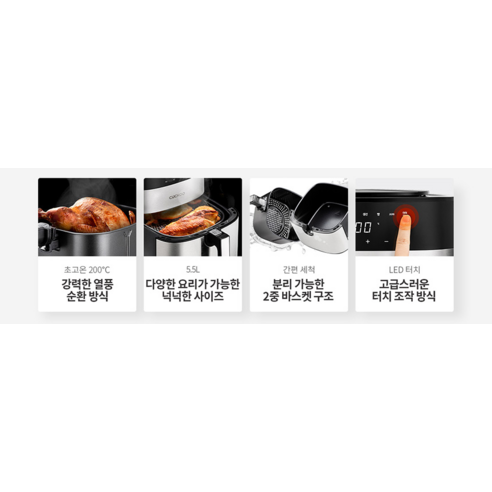 초고온 200℃
강력한 열풍
순환 방식
5.5L
다양한 요리가 가능한
넉넉한 사이즈
간편 세척
분리 가능한
2중 바스켓 구조
LED 터치
고급스러운
터치 조작 방식